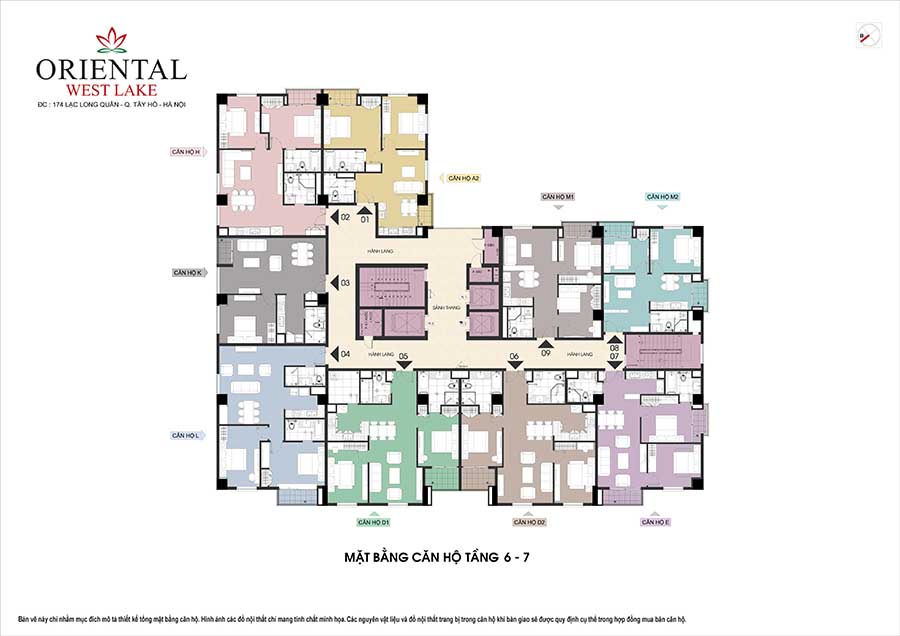 ORIENTAL
WEST LAKE
ĐC : 174 LẠC LONG QUÂN - Q. TÂY HỒ - HÀ NỘI
B
CĂN HỘ H
CĂN HỘ A2
02
01
CĂN HỘ M1
CĂN HỘ M2
HÀNH LANG
CĂN HỘ K
03
SẢNH THANG
04
HÀNH LANG
05
06
09
HÀNH LANG
08
07
CĂN HỘ L
CĂN HỘ D1
CĂN HỘ D2
CĂN HỘ E
MẶT BẰNG CĂN HỘ TẦNG 6 - 7
Bản vẽ này chỉ nhằm mục đích mô tả thiết kế tổng mặt bằng căn hộ. Hình ảnh các đồ nội thất chỉ mang tính chất minh họa. Các nguyên vật liệu và đồ nội thất trang bị trong căn hộ khi bàn giao sẽ được quy định cụ thể trong hợp đồng mua bán căn hộ.